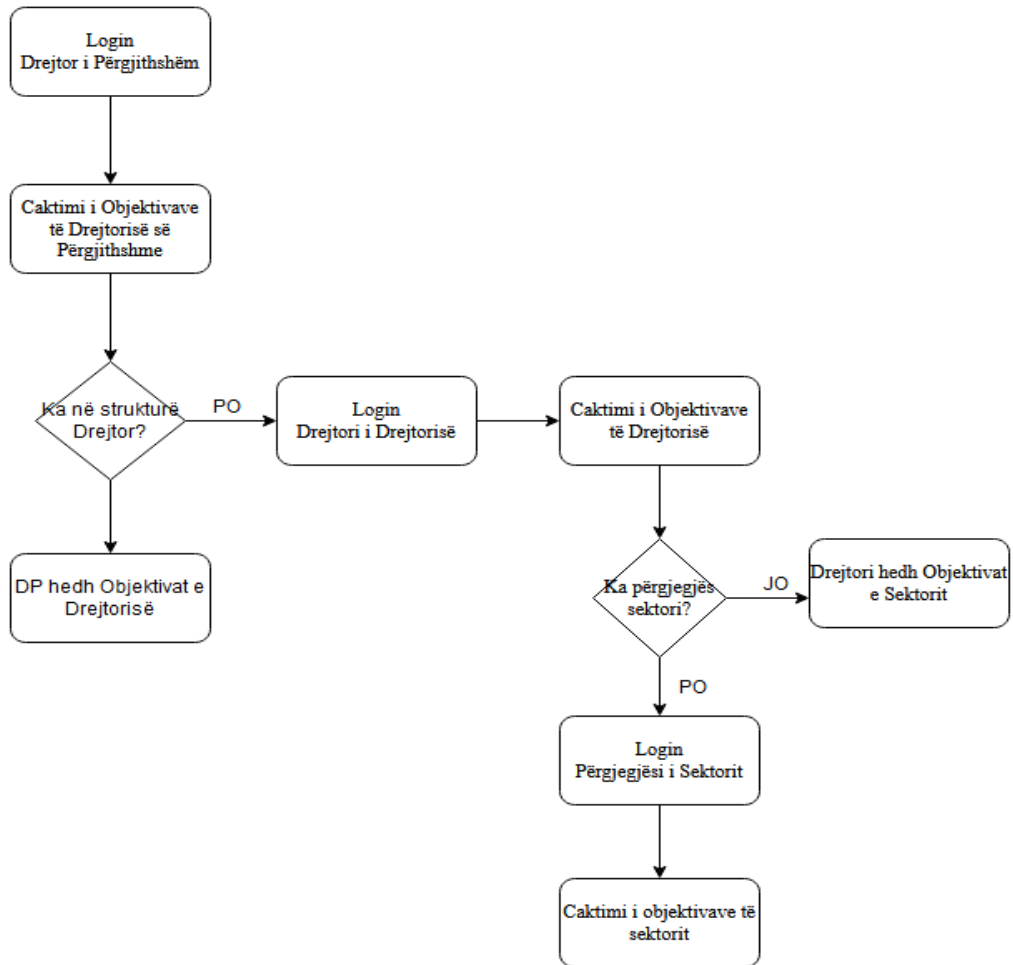 Login
Drejtor i Përgjithshëm
Caktimi i Objektivave
të Drejtorisë së
Përgjithshme
Ka në strukturë
Drejtor?
PO
Login
Drejtori i Drejtorisë
Caktimi i Objektivave
të Drejtorisë
DP hedh Objektivat e
Drejtorisë
Ka përgjegjës
sektori?
JO
Drejtori hedh Objektivat
e Sektorit
PO
Login
Përgjegjësi i Sektorit
Caktimi i objektivave të
sektorit